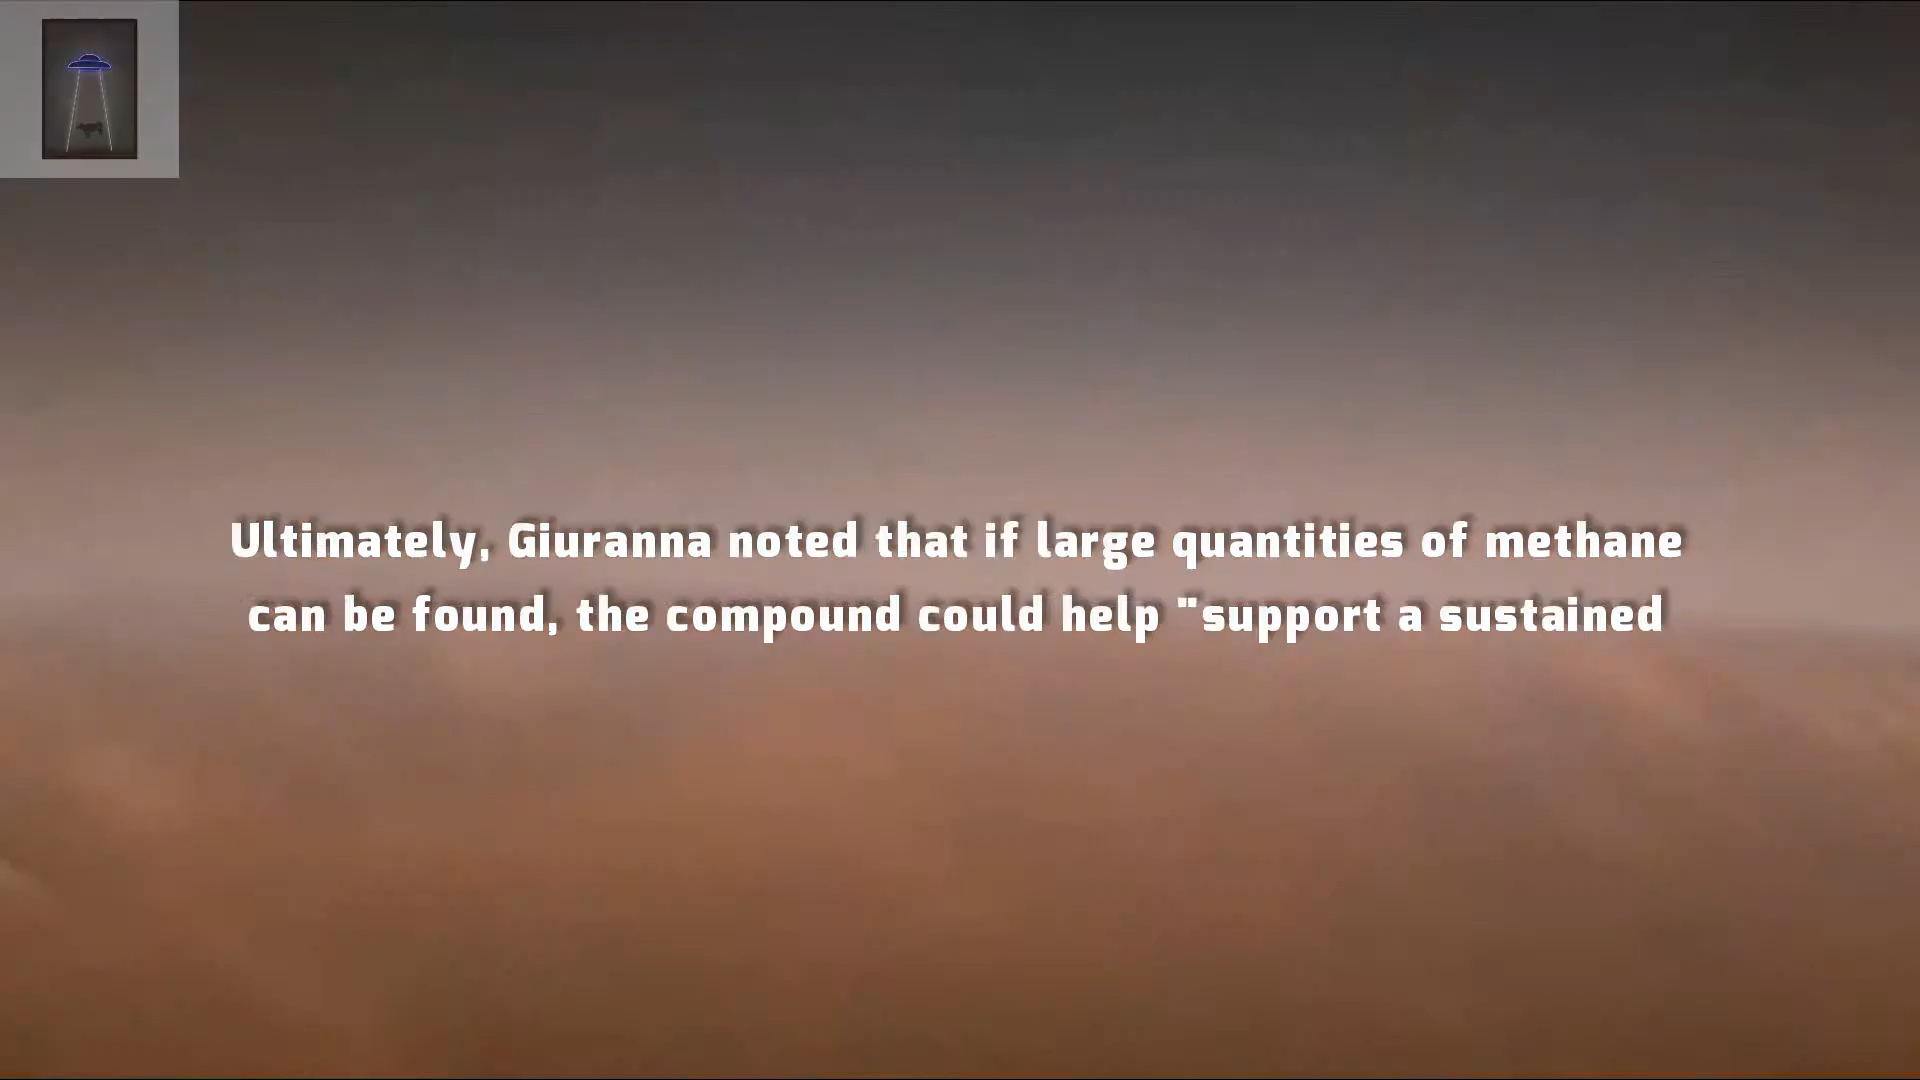 Ultimately, Giuranna noted that if large quantities of methane
can be found, the compound could help "support a sustained